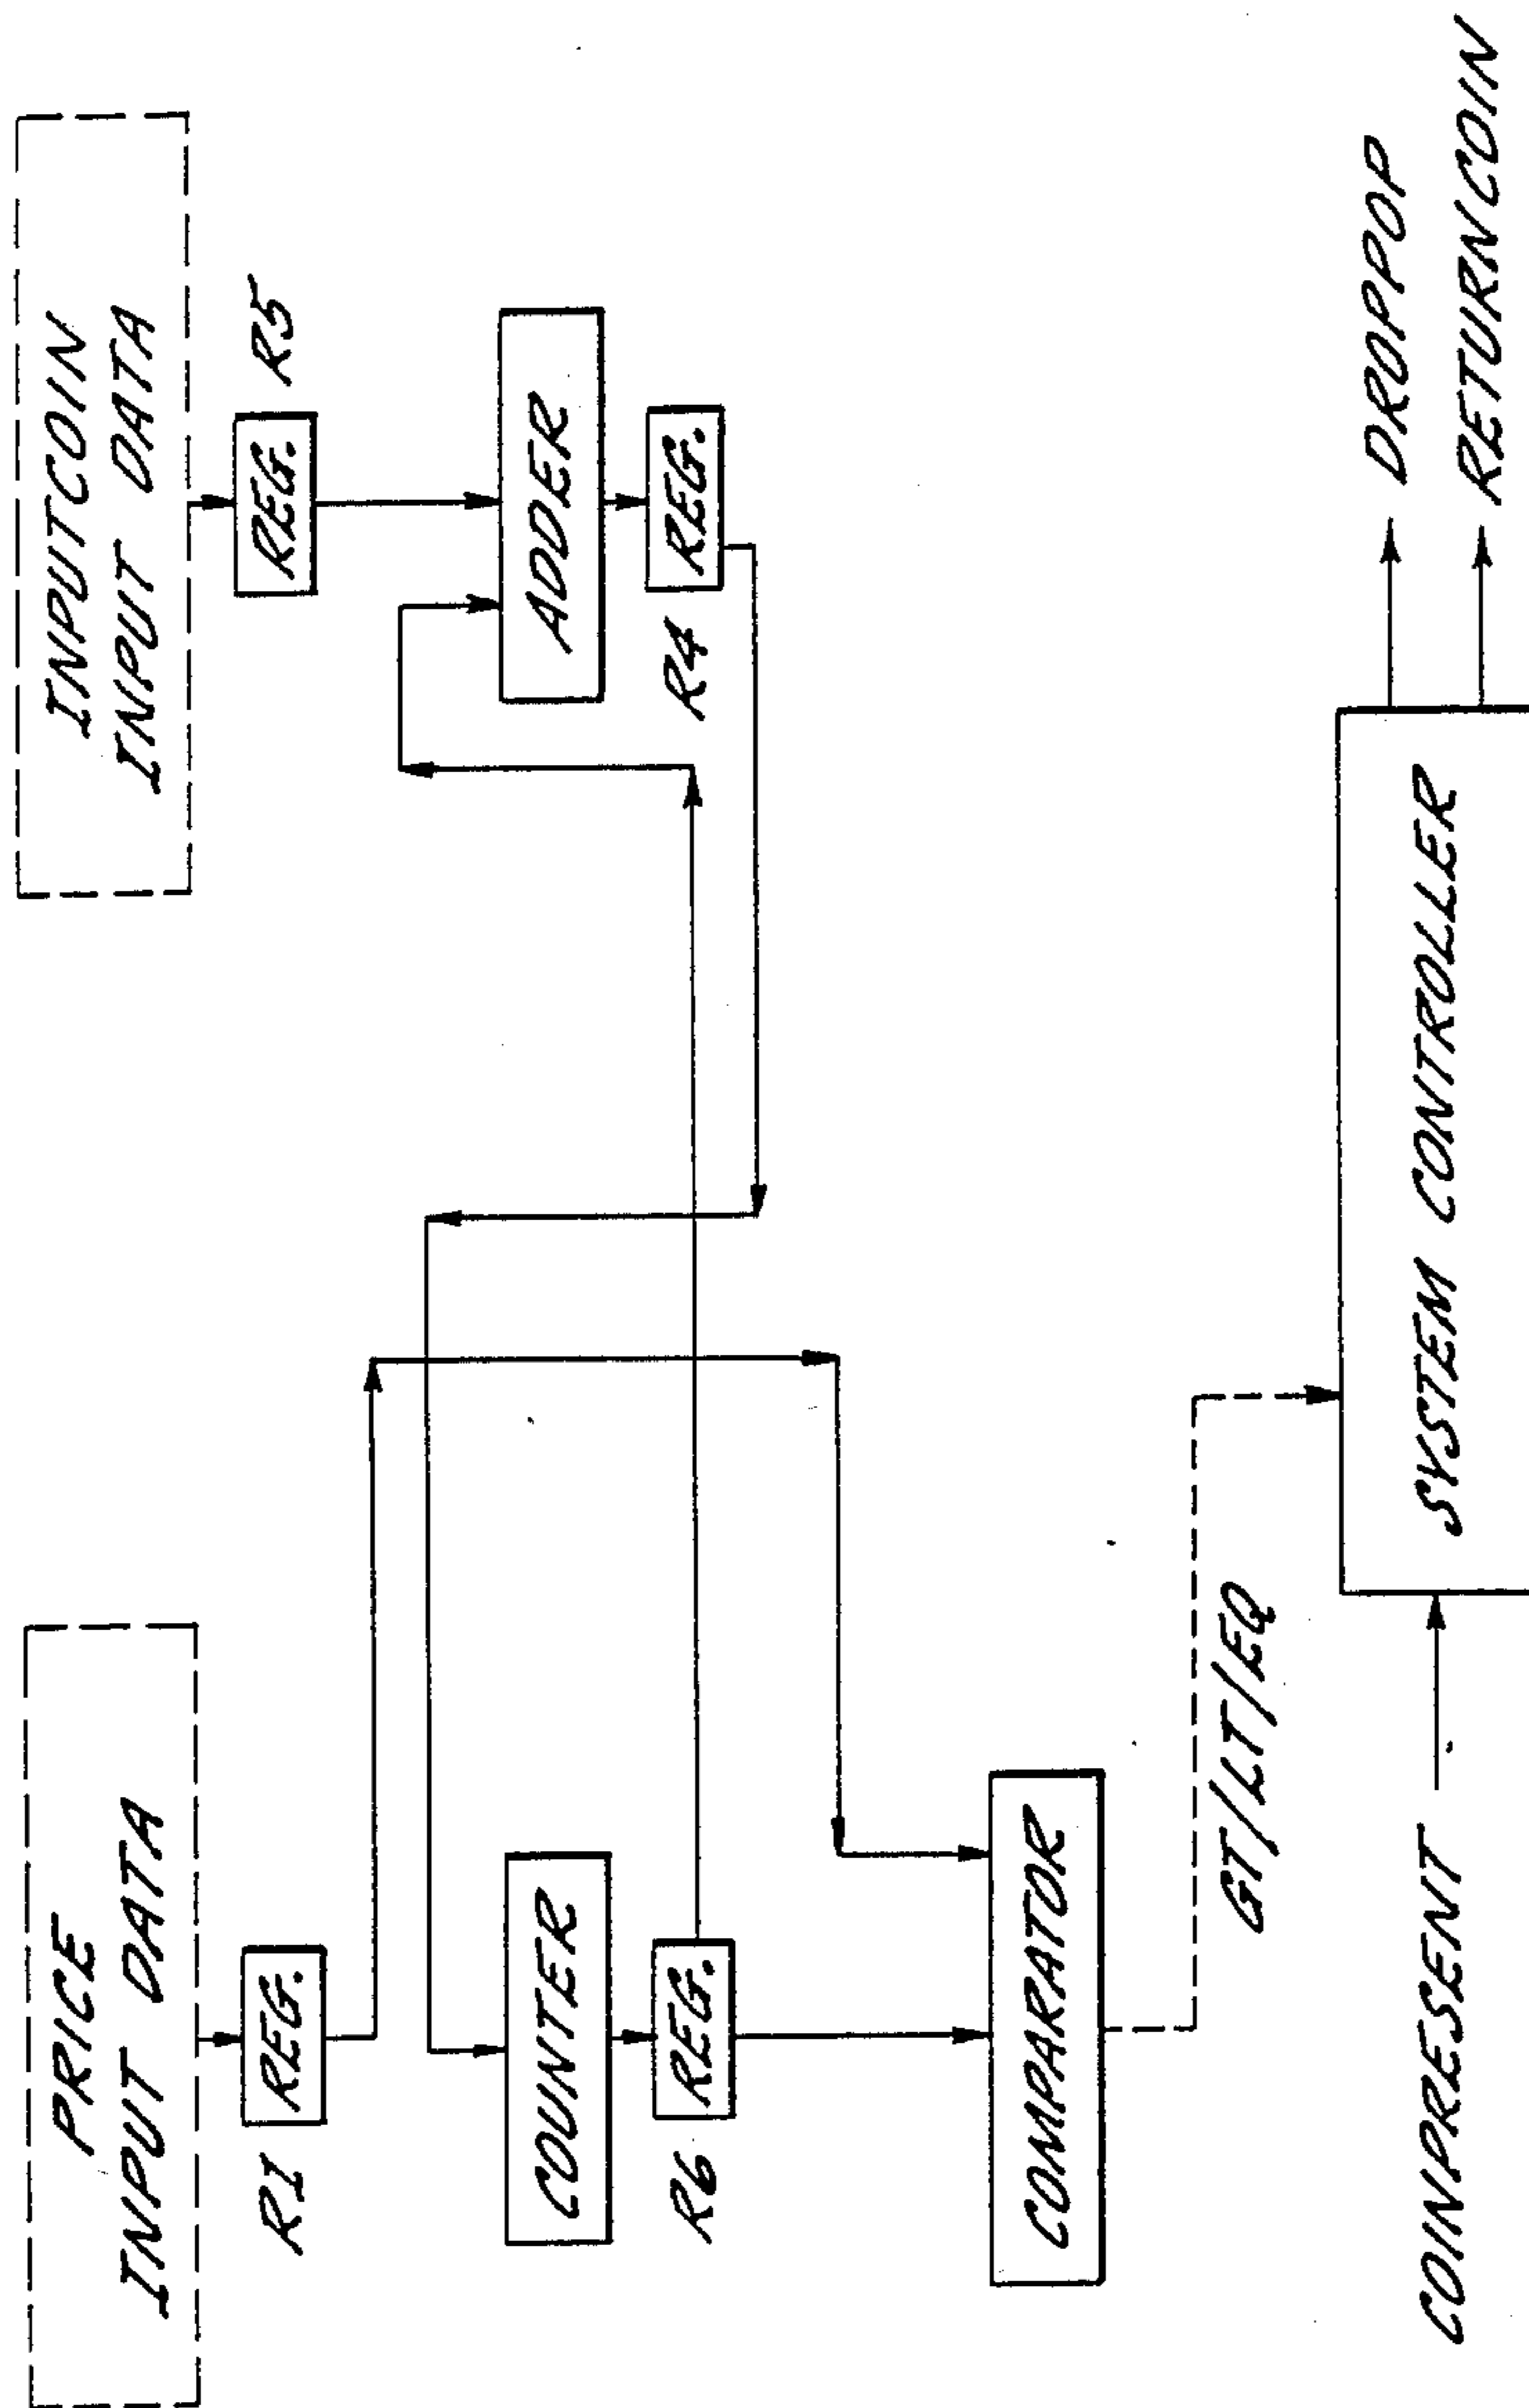 PRICE
INPUT DATA
INPUTCOIN
INPUT DATA
R1
REG.
REG.
R5
COUNTER
ADDER
R6
REG.
R4
REG.
COMPARATOR
GT/LT/EQ
COINPRESENT
SYSTEM CONTROLLER
DROPPOP
RETURNCOIN